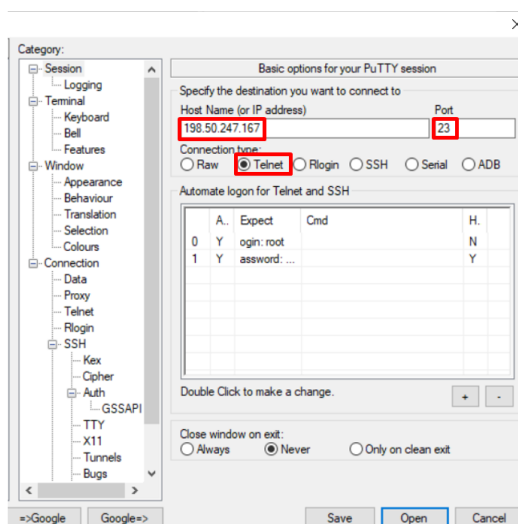 Category:
Session
Logging
Terminal
Keyboard
Bell
Features
Window
Appearance
Behaviour
Translation
Selection
Colours
Connection
Data
Proxy
Telnet
Rlogin
SSH
Kex
Cipher
Auth
GSSAPI
TTY
X11
Tunnels
Bugs
=>Google Google=>
Basic options for your PuTTY session
Specify the destination you want to connect to
Host Name (or IP address) Port
198.50.247.167 23
Connection type:
Raw Telnet Rlogin SSH Serial ADB
Automate logon for Telnet and SSH
A.. Expect Cmd H.
0 Y ogin: root N
1 Y assword: ... Y
Double Click to make a change. + -
Close window on exit:
Always Never Only on clean exit
Save Open Cancel